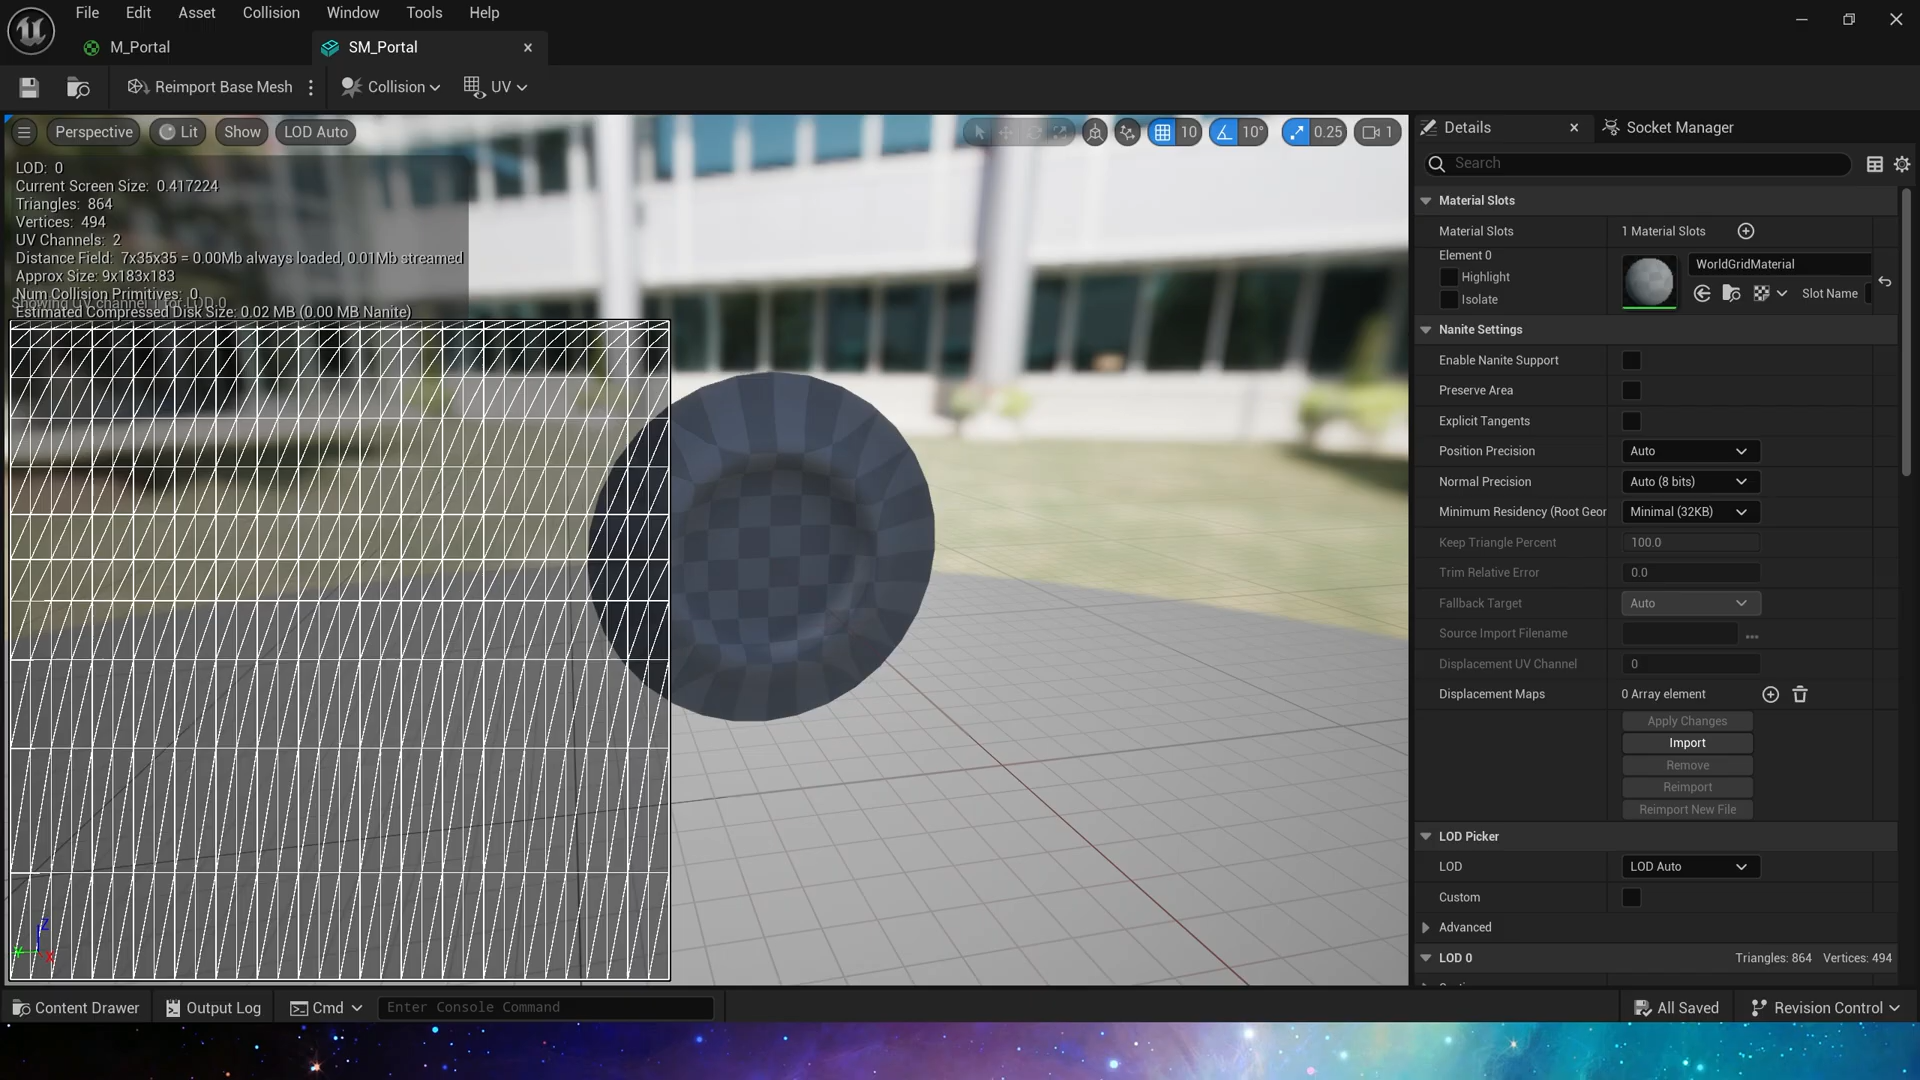 File Edit Asset Collision Window Tools Help
M_Portal
SM_Portal
Reimport Base Mesh
Collision
UV
Perspective
Lit
Show
LOD Auto
10
10°
0.25
1
LOD: 0
Current Screen Size: 0.417224
Triangles: 864
Vertices: 494
UV Channels: 2
Distance Field: 7x35x35 = 0.00Mb always loaded, 0.01Mb streamed
Approx Size: 9x183x183
Num Collision Primitives: 0
Showing UV channel 1 for LOD 0
Estimated Compressed Disk Size: 0.02 MB (0.00 MB Nanite)
Z
Y
X
Details
Socket Manager
Search
Material Slots
Material Slots 1 Material Slots
Element 0
Highlight
Isolate
WorldGridMaterial
Slot Name
Nanite Settings
Enable Nanite Support
Preserve Area
Explicit Tangents
Position Precision Auto
Normal Precision Auto (8 bits)
Minimum Residency (Root Geor Minimal (32KB)
Keep Triangle Percent 100.0
Trim Relative Error 0.0
Fallback Target Auto
Source Import Filename
Displacement UV Channel 0
Displacement Maps 0 Array element
Apply Changes
Import
Remove
Reimport
Reimport New File
LOD Picker
LOD LOD Auto
Custom
Advanced
LOD 0 Triangles: 864 Vertices: 494
Content Drawer
Output Log
Cmd
Enter Console Command
All Saved
Revision Control